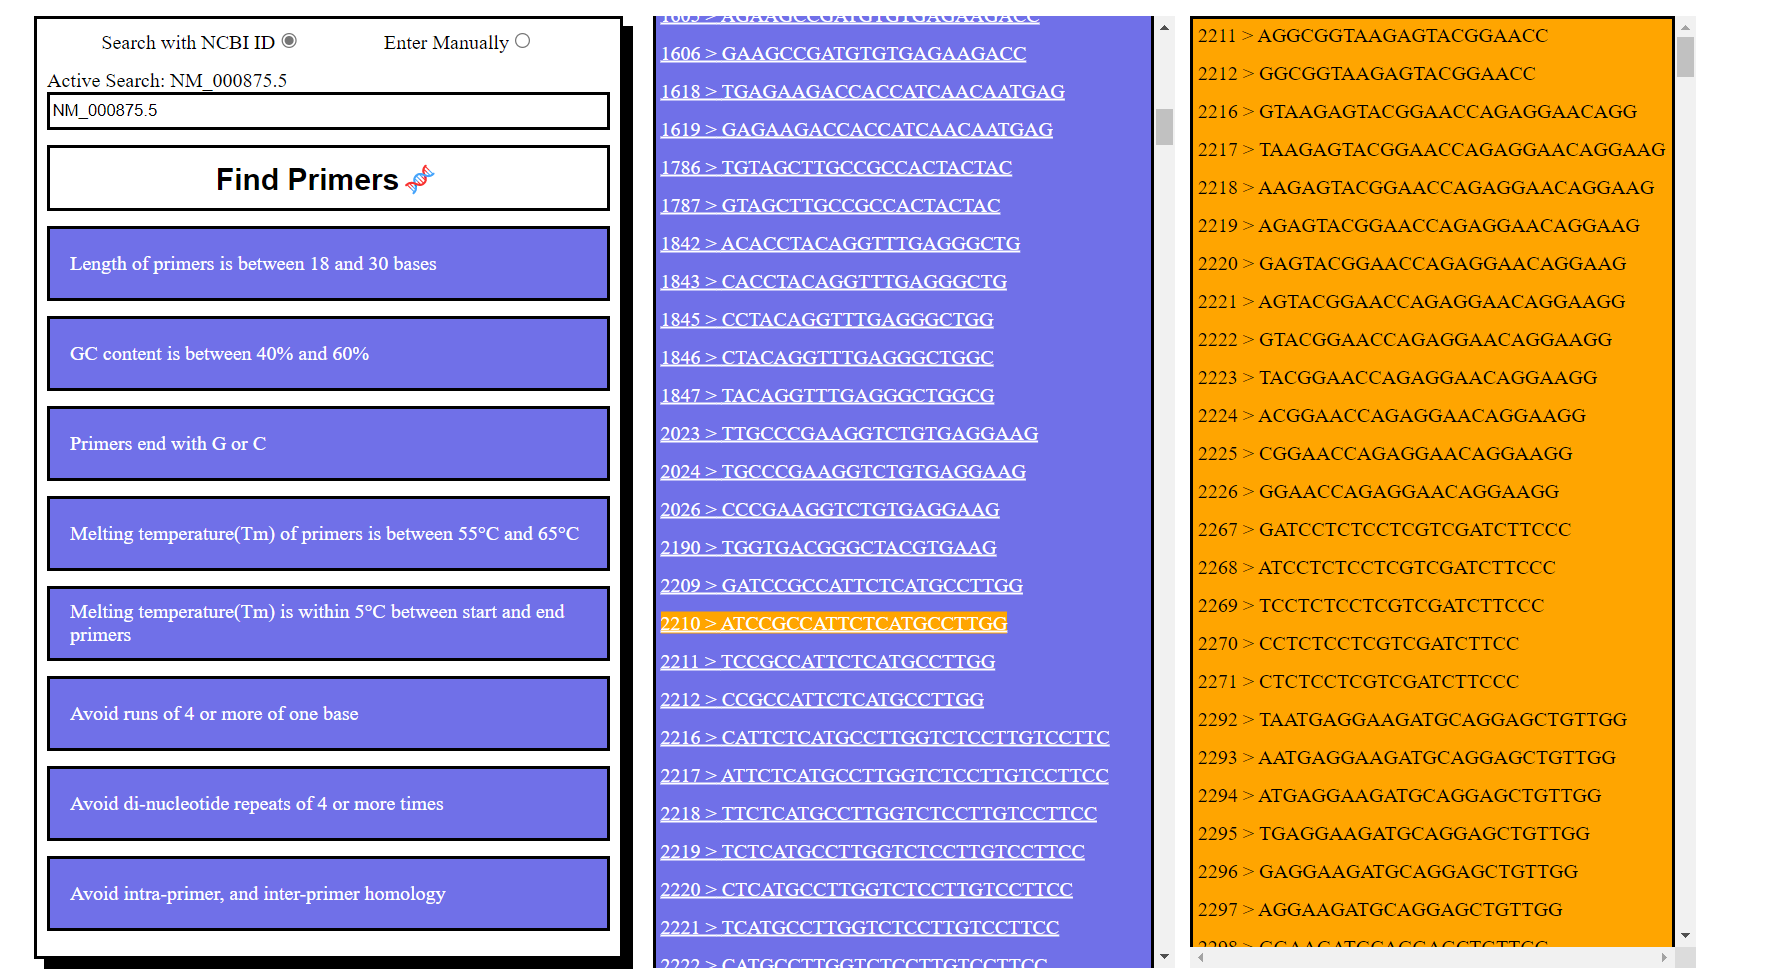 Search with NCBI ID
Enter Manually
Active Search: NM_000875.5
NM_000875.5
Find Primers
Length of primers is between 18 and 30 bases
GC content is between 40% and 60%
Primers end with G or C
Melting temperature(Tm) of primers is between 55°C and 65°C
Melting temperature(Tm) is within 5°C between start and end
primers
Avoid runs of 4 or more of one base
Avoid di-nucleotide repeats of 4 or more times
Avoid intra-primer, and inter-primer homology
1605 > AGAAGCCGATGTGTGAGAAGACC
1606 > GAAGCCGATGTGTGAGAAGACC
1618 > TGAGAAGACCACCATCAACAATGAG
1619 > GAGAAGACCACCATCAACAATGAG
1786 > TGTAGCTTGCCGCCACTACTAC
1787 > GTAGCTTGCCGCCACTACTAC
1842 > ACACCTACAGGTTTGAGGGCTG
1843 > CACCTACAGGTTTGAGGGCTG
1845 > CCTACAGGTTTGAGGGCTGG
1846 > CTACAGGTTTGAGGGCTGGC
1847 > TACAGGTTTGAGGGCTGGCG
2023 > TTGCCCGAAGGTCTGTGAGGAAG
2024 > TGCCCGAAGGTCTGTGAGGAAG
2026 > CCCGAAGGTCTGTGAGGAAG
2190 > TGGTGACGGGCTACGTGAAG
2209 > GATCCGCCATTCTCATGCCTTGG
2210 > ATCCGCCATTCTCATGCCTTGG
2211 > TCCGCCATTCTCATGCCTTGG
2212 > CCGCCATTCTCATGCCTTGG
2216 > CATTCTCATGCCTTGGTCTCCTTGTCCTTC
2217 > ATTCTCATGCCTTGGTCTCCTTGTCCTTCC
2218 > TTCTCATGCCTTGGTCTCCTTGTCCTTCC
2219 > TCTCATGCCTTGGTCTCCTTGTCCTTCC
2220 > CTCATGCCTTGGTCTCCTTGTCCTTCC
2221 > TCATGCCTTGGTCTCCTTGTCCTTCC
2222 > CATGCCTTGGTCTCCTTGTCCTTCC
2211 > AGGCGGTAAGAGTACGGAACC
2212 > GGCGGTAAGAGTACGGAACC
2216 > GTAAGAGTACGGAACCAGAGGAACAGG
2217 > TAAGAGTACGGAACCAGAGGAACAGGAAG
2218 > AAGAGTACGGAACCAGAGGAACAGGAAG
2219 > AGAGTACGGAACCAGAGGAACAGGAAG
2220 > GAGTACGGAACCAGAGGAACAGGAAG
2221 > AGTACGGAACCAGAGGAACAGGAAGG
2222 > GTACGGAACCAGAGGAACAGGAAGG
2223 > TACGGAACCAGAGGAACAGGAAGG
2224 > ACGGAACCAGAGGAACAGGAAGG
2225 > CGGAACCAGAGGAACAGGAAGG
2226 > GGAACCAGAGGAACAGGAAGG
2267 > GATCCTCTCCTCGTCGATCTTCCC
2268 > ATCCTCTCCTCGTCGATCTTCCC
2269 > TCCTCTCCTCGTCGATCTTCCC
2270 > CCTCTCCTCGTCGATCTTCC
2271 > CTCTCCTCGTCGATCTTCCC
2292 > TAATGAGGAAGATGCAGGAGCTGTTGG
2293 > AATGAGGAAGATGCAGGAGCTGTTGG
2294 > ATGAGGAAGATGCAGGAGCTGTTGG
2295 > TGAGGAAGATGCAGGAGCTGTTGG
2296 > GAGGAAGATGCAGGAGCTGTTGG
2297 > AGGAAGATGCAGGAGCTGTTGG
2298 > GGAAGATGCAGGAGCTGTTGG